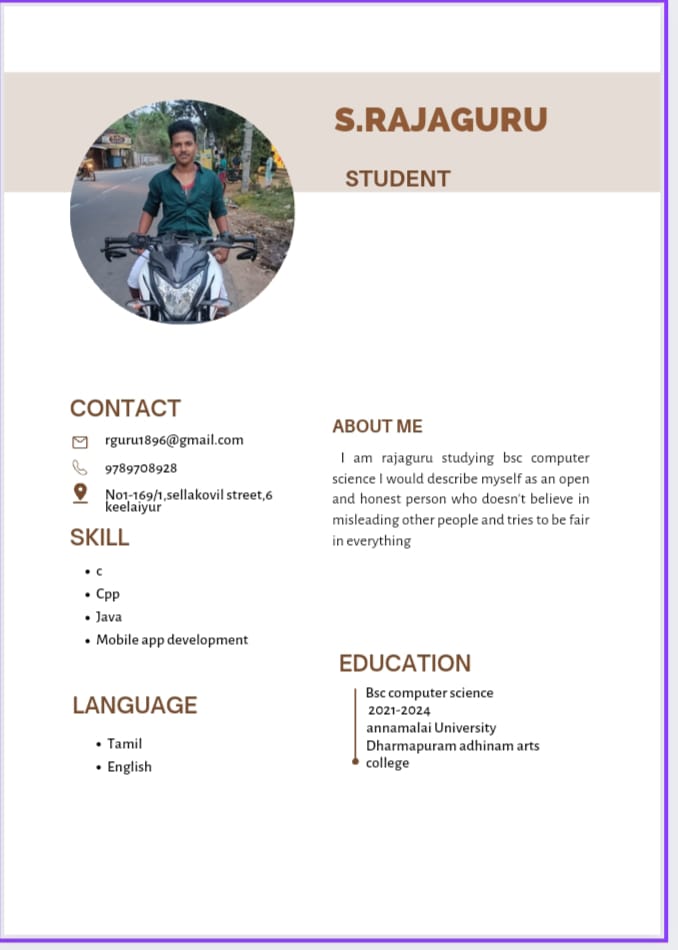 S.RAJAGURU
STUDENT
CONTACT
rguru1896@gmail.com
9789708928
No1-169/1,sellakovil street,6
keelaiyur
SKILL
c
Cpp
Java
Mobile app development
LANGUAGE
Tamil
English
ABOUT ME
I am rajaguru studying bsc computer
science I would describe myself as an open
and honest person who doesn't believe in
misleading other people and tries to be fair
in everything
EDUCATION
Bsc computer science
2021-2024
annamalai University
Dharmapuram adhinam arts
college